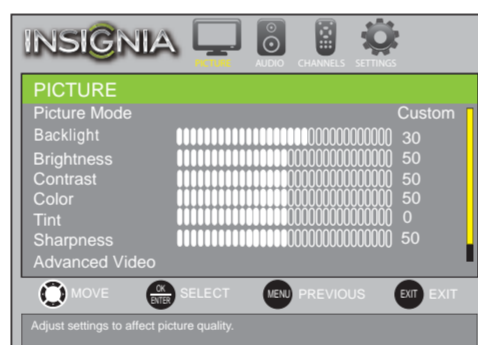 INSIGNIA
PICTURE AUDIO CHANNELS SETTINGS
PICTURE
Picture Mode Custom
Backlight 30
Brightness 50
Contrast 50
Color 50
Tint 0
Sharpness 50
Advanced Video
MOVE OK ENTER SELECT MENU PREVIOUS EXIT EXIT
Adjust settings to affect picture quality.